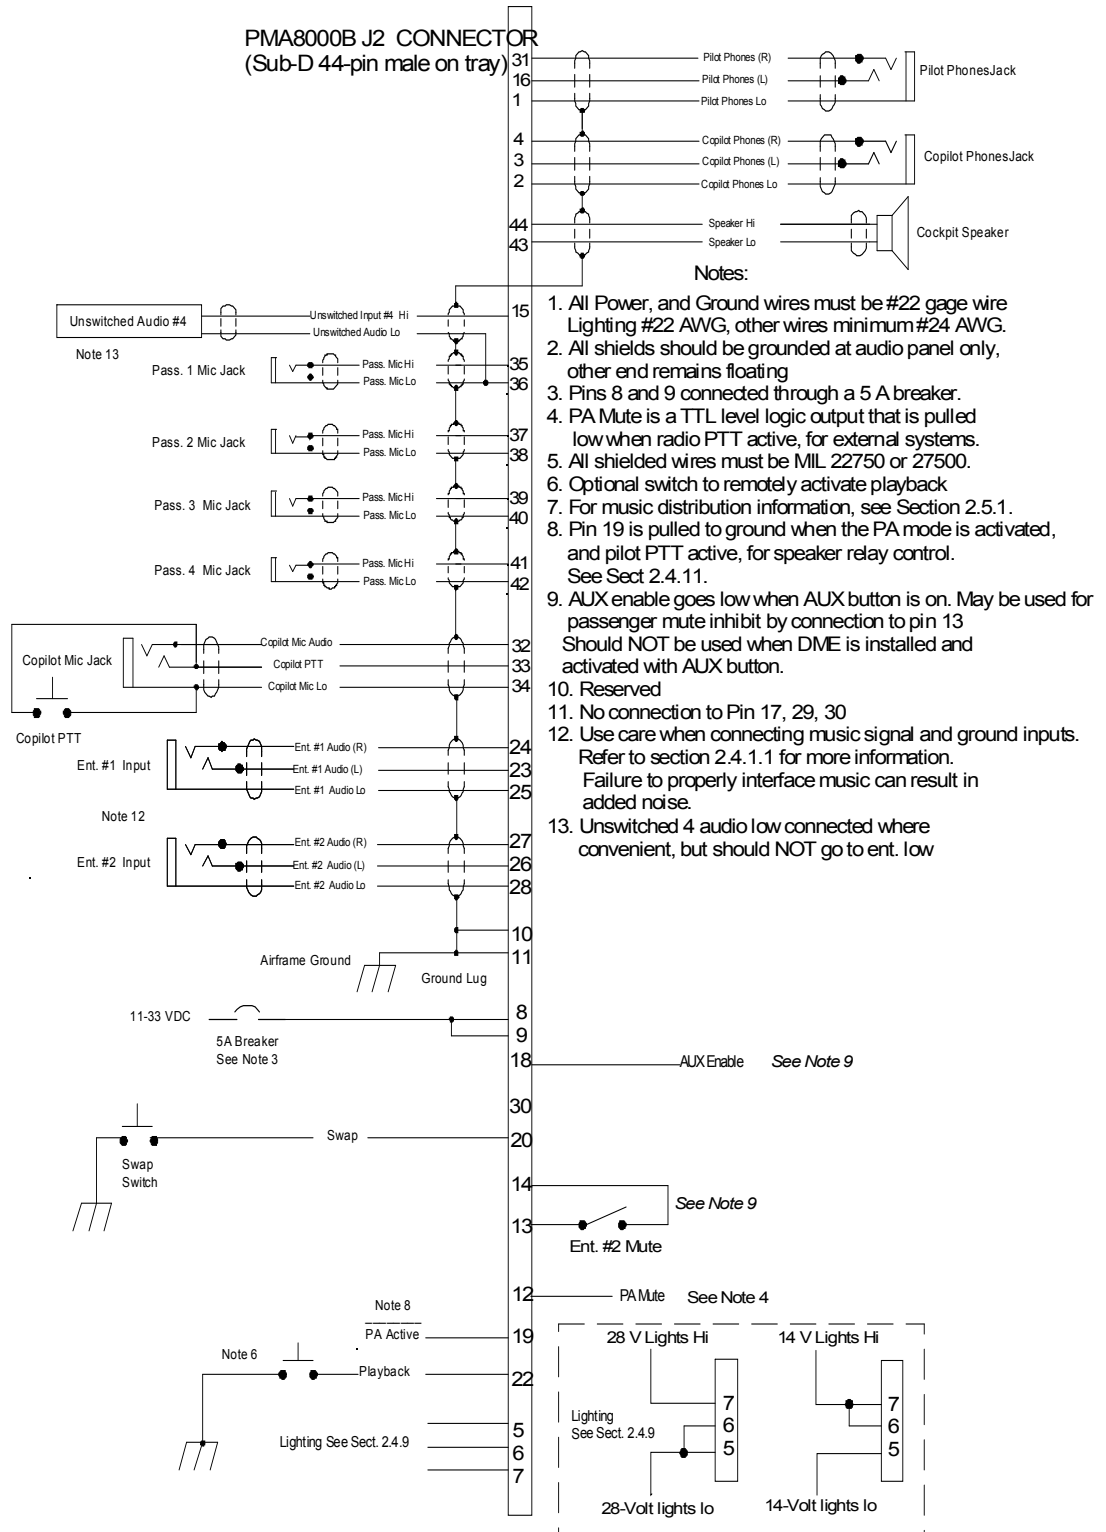 PMA8000B J2 CONNECTOR
(Sub-D 44-pin male on tray)
31
Pilot Phones (R)
16
Pilot Phones (L)
Pilot PhonesJack
1
Pilot Phones Lo
4
Copilot Phones (R)
3
Copilot Phones (L)
Copilot PhonesJack
2
Copilot Phones Lo
44
Speaker Hi
43
Speaker Lo
Cockpit Speaker
Notes:
1. All Power, and Ground wires must be #22 gage wire
Lighting #22 AWG, other wires minimum #24 AWG.
2. All shields should be grounded at audio panel only,
other end remains floating
3. Pins 8 and 9 connected through a 5 A breaker.
4. PA Mute is a TTL level logic output that is pulled
low when radio PTT active, for external systems.
5. All shielded wires must be MIL 22750 or 27500.
6. Optional switch to remotely activate playback
7. For music distribution information, see Section 2.5.1.
8. Pin 19 is pulled to ground when the PA mode is activated,
and pilot PTT active, for speaker relay control.
See Sect 2.4.11.
9. AUX enable goes low when AUX button is on. May be used for
passenger mute inhibit by connection to pin 13
Should NOT be used when DME is installed and
activated with AUX button.
10. Reserved
11. No connection to Pin 17, 29, 30
12. Use care when connecting music signal and ground inputs.
Refer to section 2.4.1.1 for more information.
Failure to properly interface music can result in
added noise.
13. Unswitched 4 audio low connected where
convenient, but should NOT go to ent. low
Unswitched Audio #4
Unswitched Input #4 Hi
15
Unswitched Audio Lo
Note 13
Pass. 1 Mic Jack
Pass. Mic Hi
35
Pass. Mic Lo
36
Pass. 2 Mic Jack
Pass. Mic Hi
37
Pass. Mic Lo
38
Pass. 3 Mic Jack
Pass. Mic Hi
39
Pass. Mic Lo
40
Pass. 4 Mic Jack
Pass. Mic Hi
41
Pass. Mic Lo
42
Copilot Mic Jack
Copilot Mic Audio
32
Copilot PTT
33
Copilot Mic Lo
34
Copilot PTT
Ent. #1 Input
Ent. #1 Audio (R)
24
Ent. #1 Audio (L)
23
Ent. #1 Audio Lo
25
Note 12
Ent. #2 Input
Ent. #2 Audio (R)
27
Ent. #2 Audio (L)
26
Ent. #2 Audio Lo
28
10
11
Airframe Ground
Ground Lug
11-33 VDC
8
9
5A Breaker
See Note 3
18
AUX Enable
See Note 9
30
Swap
20
Swap
Switch
14
See Note 9
13
Ent. #2 Mute
12
PA Mute
See Note 4
Note 8
PA Active
19
Note 6
Playback
22
5
Lighting See Sect. 2.4.9
6
7
28 V Lights Hi
14 V Lights Hi
7
6
5
Lighting
See Sect. 2.4.9
7
6
5
28-Volt lights lo
14-Volt lights lo